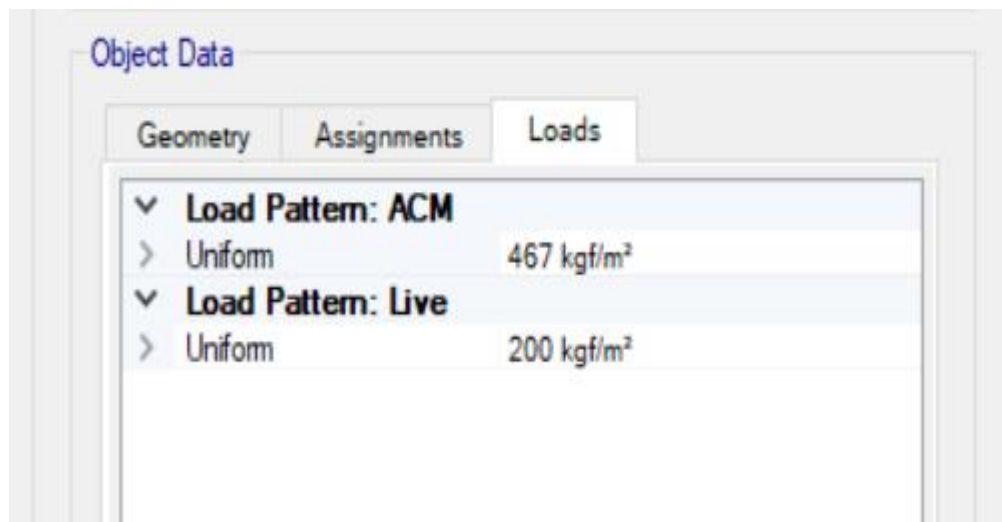 Object Data
Geometry Assignments Loads
Load Pattern: ACM
Uniform 467 kgf/m²
Load Pattern: Live
Uniform 200 kgf/m²